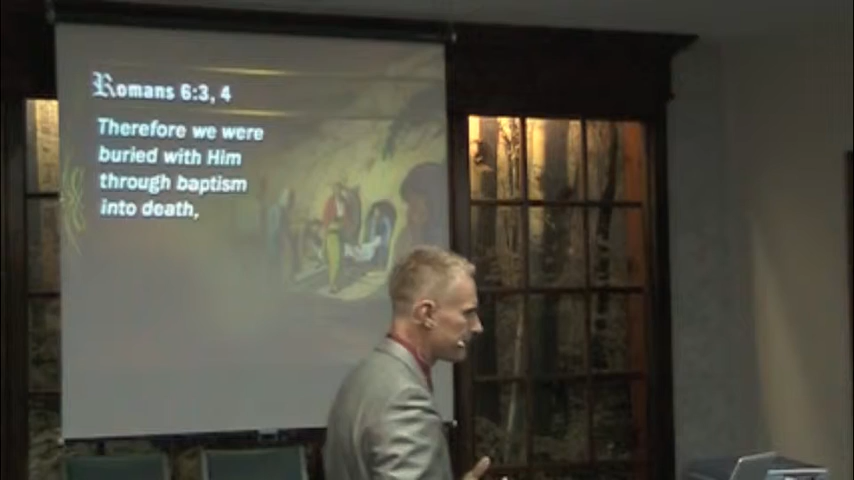 Romans 6:3, 4
Therefore we were
buried with Him
through baptism
into death,